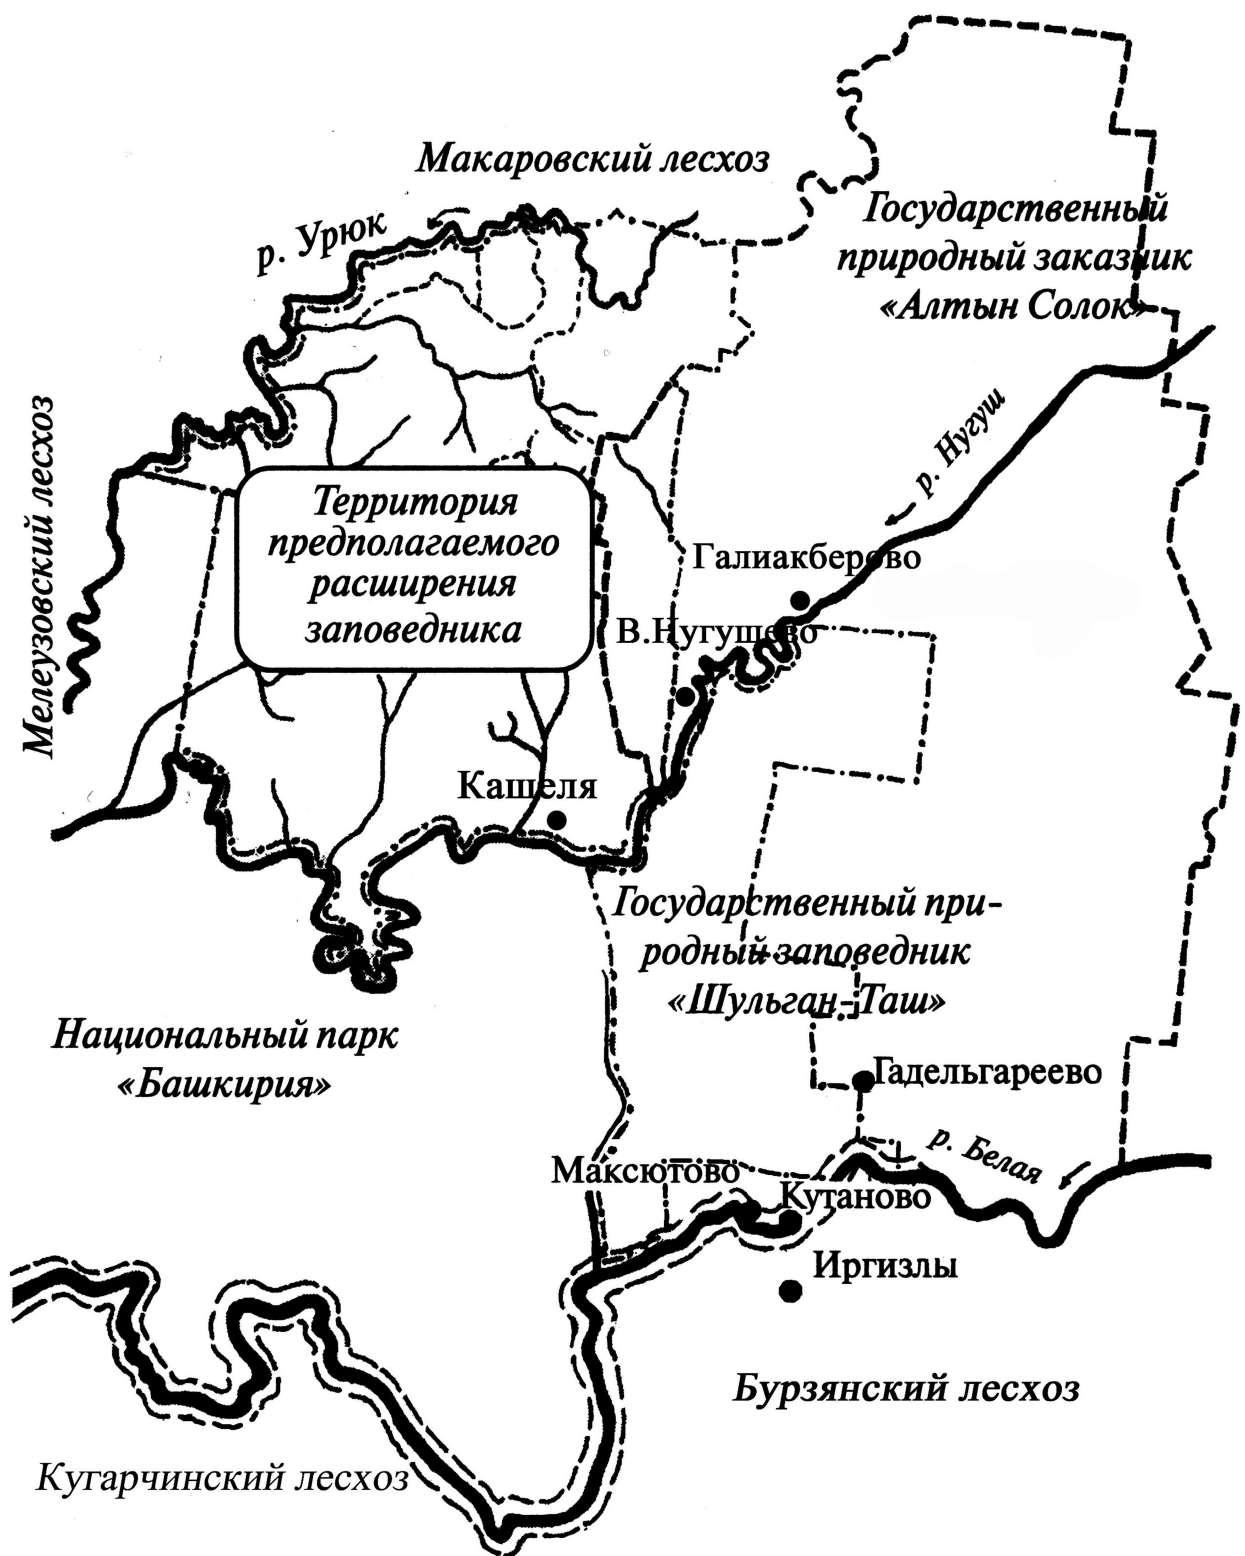 Макаровский лесхоз
р. Урюк
Государственный
природный заказник
«Алтын Солок»
Мелеузовский лесхоз
р. Нугуш
Территория
предполагаемого
расширения
заповедника
Галиакберово
В.Нугушево
Кашеля
Государственный при-
родный заповедник
«Шульган-Таш»
Национальный парк
«Башкирия»
Гадельгареево
р. Белая
Максютово
Кутаново
Иргизлы
Бурзянский лесхоз
Кугарчинский лесхоз